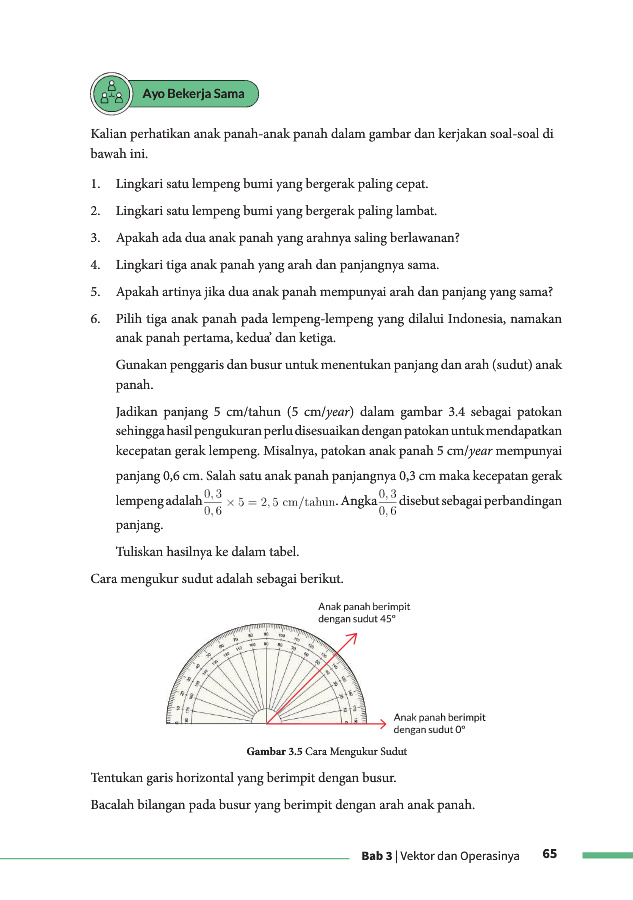 Ayo Bekerja Sama
Kalian perhatikan anak panah-anak panah dalam gambar dan kerjakan soal-soal di
bawah ini.
1. Lingkari satu lempeng bumi yang bergerak paling cepat.
2. Lingkari satu lempeng bumi yang bergerak paling lambat.
3. Apakah ada dua anak panah yang arahnya saling berlawanan?
4. Lingkari tiga anak panah yang arah dan panjangnya sama.
5. Apakah artinya jika dua anak panah mempunyai arah dan panjang yang sama?
6. Pilih tiga anak panah pada lempeng-lempeng yang dilalui Indonesia, namakan
anak panah pertama, kedua’ dan ketiga.
Gunakan penggaris dan busur untuk menentukan panjang dan arah (sudut) anak
panah.
Jadikan panjang 5 cm/tahun (5 cm/year) dalam gambar 3.4 sebagai patokan
sehingga hasil pengukuran perlu disesuaikan dengan patokan untuk mendapatkan
kecepatan gerak lempeng. Misalnya, patokan anak panah 5 cm/year mempunyai
panjang 0,6 cm. Salah satu anak panah panjangnya 0,3 cm maka kecepatan gerak
lempeng adalah 0,3/0,6 × 5 = 2,5 cm/tahun. Angka 0,3/0,6 disebut sebagai perbandingan
panjang.
Tuliskan hasilnya ke dalam tabel.
Cara mengukur sudut adalah sebagai berikut.
Anak panah berimpit
dengan sudut 45°
Anak panah berimpit
dengan sudut 0°
Gambar 3.5 Cara Mengukur Sudut
Tentukan garis horizontal yang berimpit dengan busur.
Bacalah bilangan pada busur yang berimpit dengan arah anak panah.
Bab 3 | Vektor dan Operasinya 65